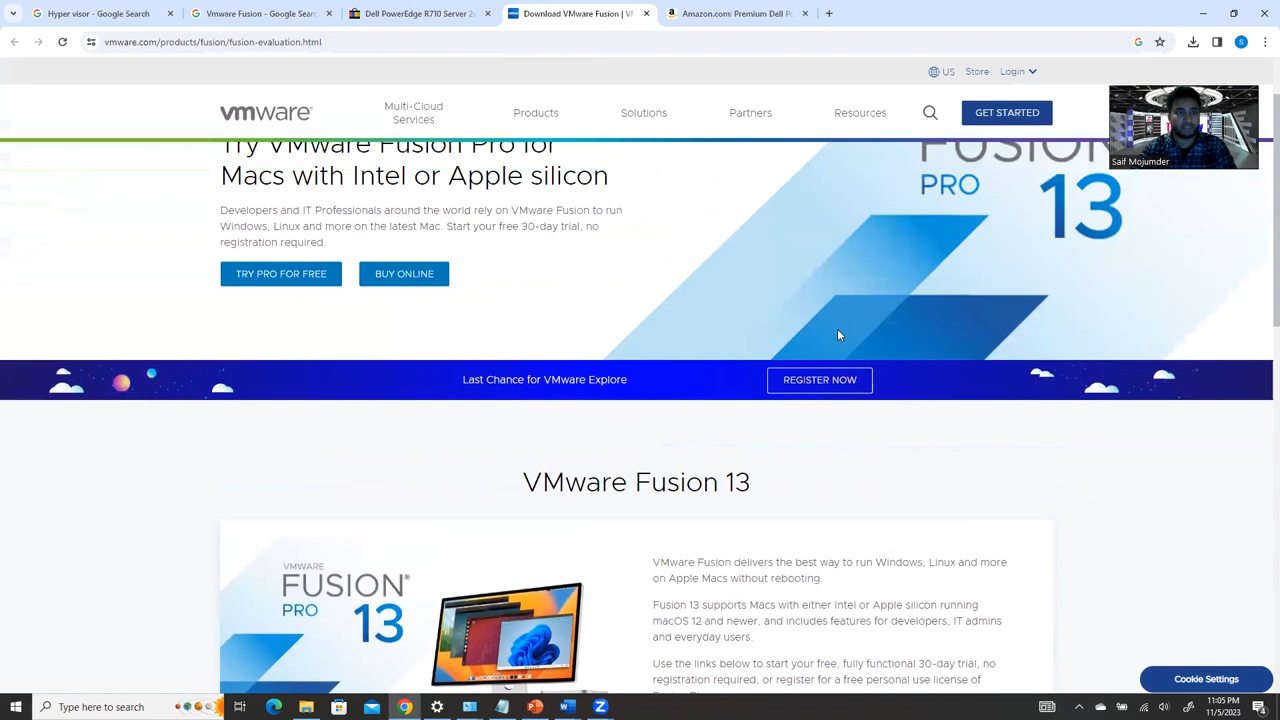 Hyper visor - Google Search
Vmware Fusion - Google Sear
Dell PowerEdge R710 Server 2x
Download VMware Fusion | VM
Amazon.com: Premium Dell Po
vmware.com/products/fusion/fusion-evaluation.html
S
US Store Login
vmware
Multi-Cloud
Services
Products
Solutions
Partners
Resources
GET STARTED
Saif Mojumder
Try VMware Fusion Pro for
Macs with Intel or Apple silicon
Developers and IT Professionals around the world rely on VMware Fusion to run
Windows, Linux and more on the latest Mac. Start your free 30-day trial, no
registration required.
TRY PRO FOR FREE
BUY ONLINE
FUSION
PRO 13
Last Chance for VMware Explore
REGISTER NOW
VMware Fusion 13
VMWARE
FUSION®
PRO 13
VMware Fusion delivers the best way to run Windows, Linux and more
on Apple Macs without rebooting.
Fusion 13 supports Macs with either Intel or Apple silicon running
macOS 12 and newer, and includes features for developers, IT admins
and everyday users.
Use the links below to start your free, fully functional 30-day trial, no
registration required, or register for a free personal use license of
Cookie Settings
Type here to search
11:05 PM
11/5/2023
4